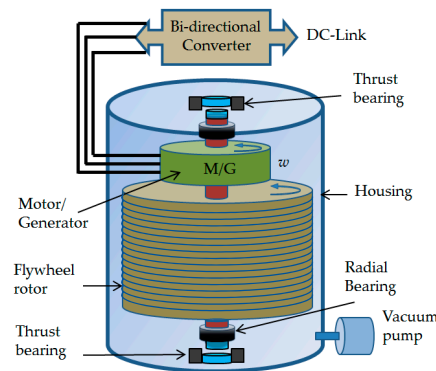 Bi-directional
Converter
DC-Link
Thrust
bearing
M/G
w
Motor/
Generator
Housing
Flywheel
rotor
Radial
Bearing
Thrust
bearing
Vacuum
pump